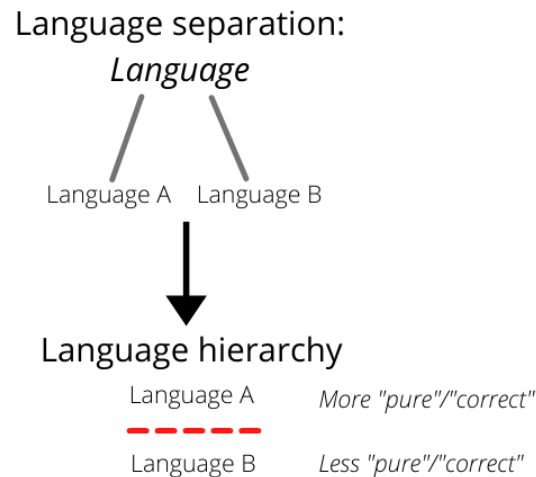 Language separation:
Language
Language A Language B
Language hierarchy
Language A More "pure"/"correct"
Language B Less "pure"/"correct"